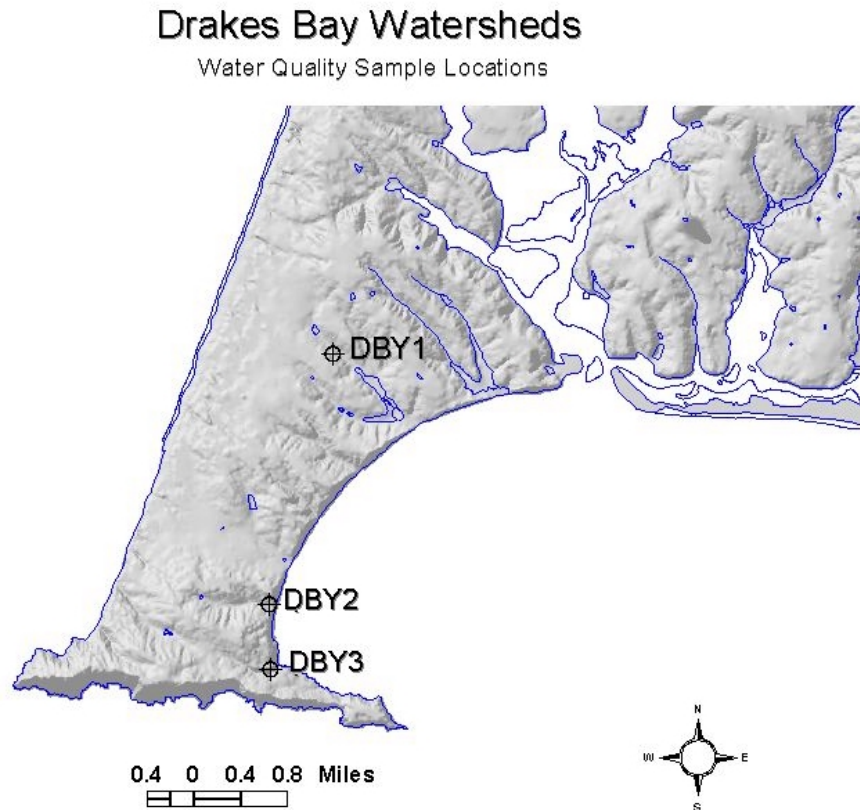 Drakes Bay Watersheds
Water Quality Sample Locations
DBY1
DBY2
DBY3
N
W E
S
0.4 0 0.4 0.8 Miles